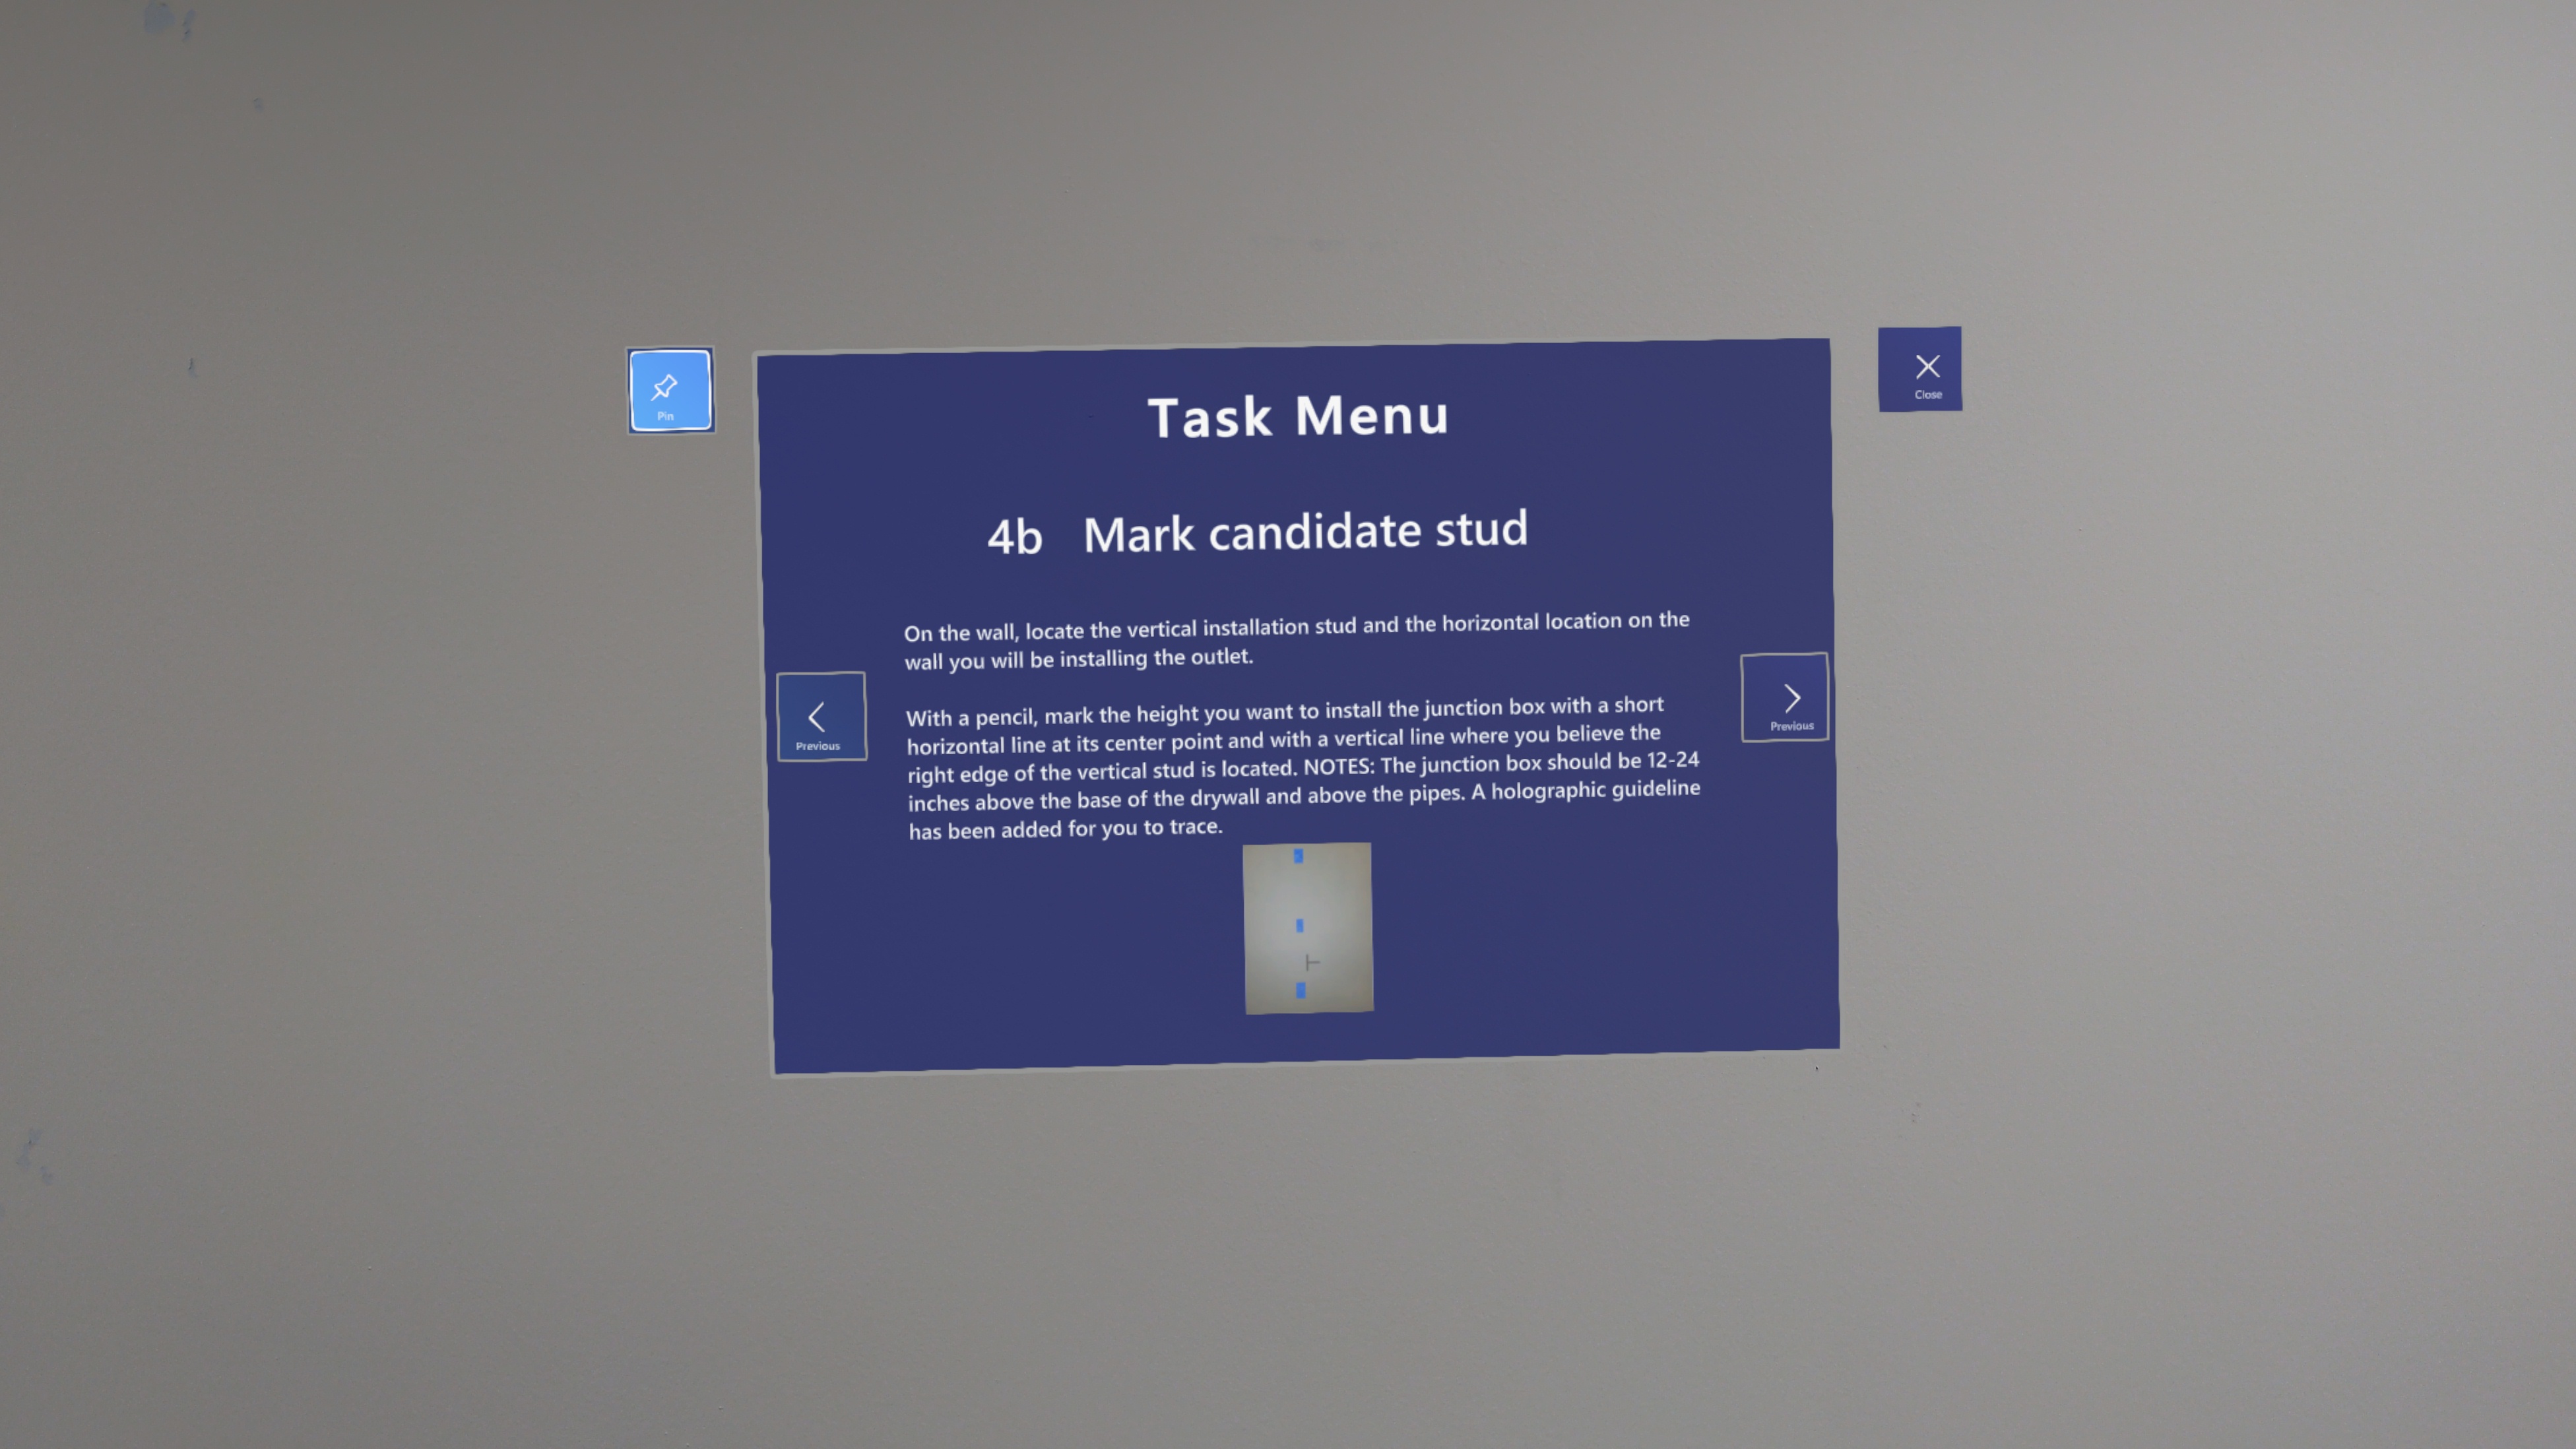 Pin
Close
Task Menu
4b Mark candidate stud
On the wall, locate the vertical installation stud and the horizontal location on the
wall you will be installing the outlet.
With a pencil, mark the height you want to install the junction box with a short
horizontal line at its center point and with a vertical line where you believe the
right edge of the vertical stud is located. NOTES: The junction box should be 12-24
inches above the base of the drywall and above the pipes. A holographic guideline
has been added for you to trace.
Previous
Previous